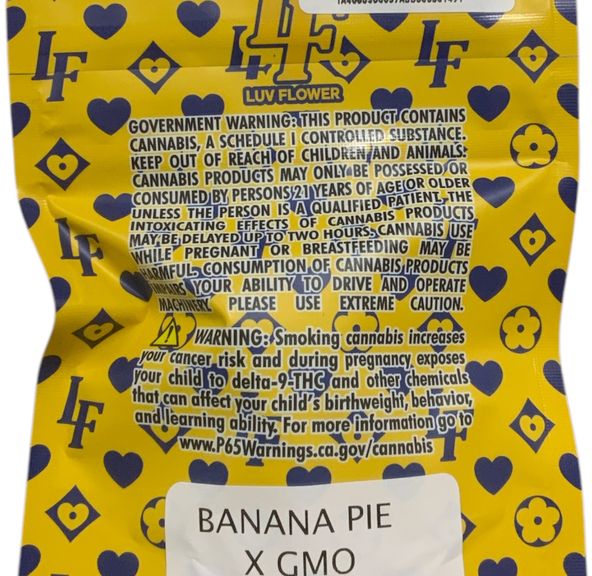 LF
LUV FLOWER
GOVERNMENT WARNING: THIS PRODUCT CONTAINS
CANNABIS, A SCHEDULE I CONTROLLED SUBSTANCE.
KEEP OUT OF REACH OF CHILDREN AND ANIMALS.
CANNABIS PRODUCTS MAY ONLY BE POSSESSED OR
CONSUMED BY PERSONS 21 YEARS OF AGE OR OLDER
UNLESS THE PERSON IS A QUALIFIED PATIENT. THE
INTOXICATING EFFECTS OF CANNABIS PRODUCTS
MAY BE DELAYED UP TO TWO HOURS. CANNABIS USE
WHILE PREGNANT OR BREASTFEEDING MAY BE
HARMFUL. CONSUMPTION OF CANNABIS PRODUCTS
IMPAIRS YOUR ABILITY TO DRIVE AND OPERATE
MACHINERY. PLEASE USE EXTREME CAUTION.
WARNING: Smoking cannabis increases
your cancer risk and during pregnancy exposes
your child to delta-9-THC and other chemicals
that can affect your child's birthweight, behavior,
and learning ability. For more information go to
www.P65Warnings.ca.gov/cannabis
BANANA PIE
X GMO